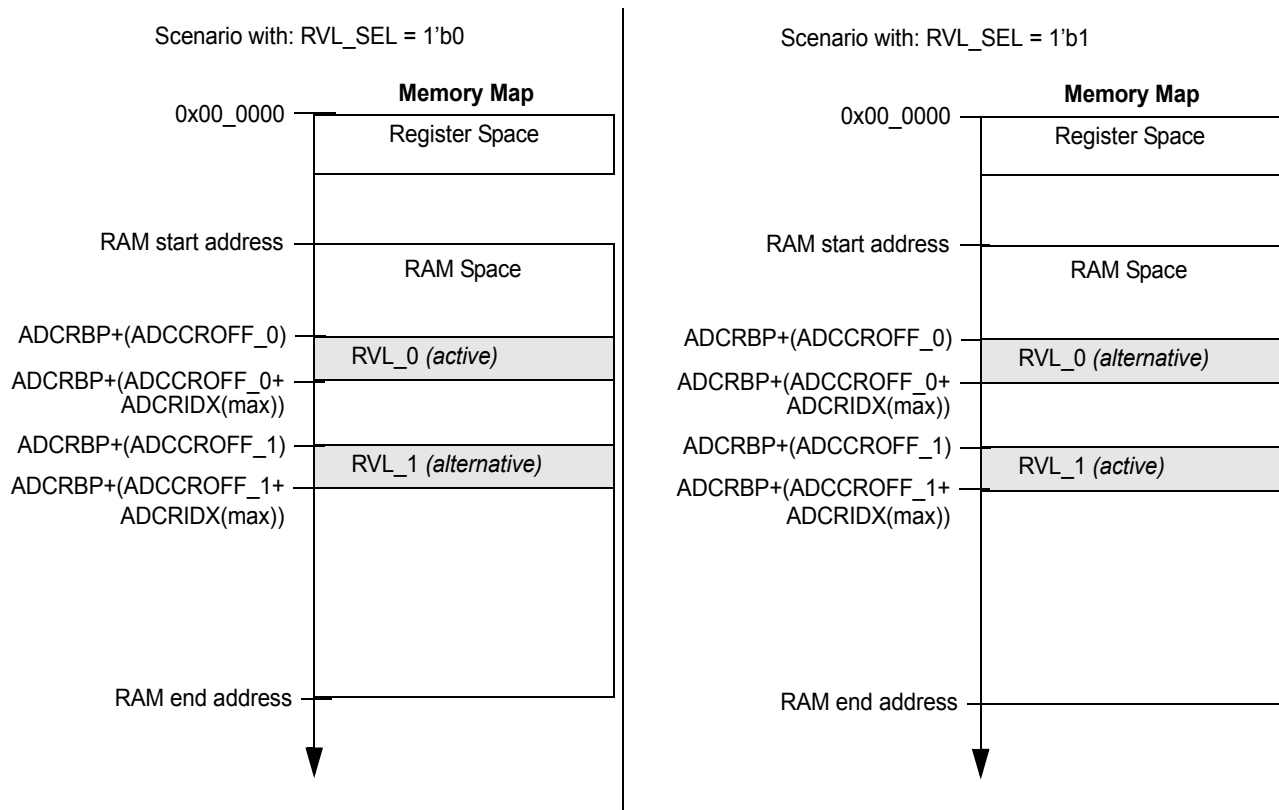 Scenario with: RVL_SEL = 1'b0
Memory Map
0x00_0000
Register Space
RAM start address
RAM Space
ADCRBP+(ADCCROFF_0)
RVL_0 (active)
ADCRBP+(ADCCROFF_0+
ADCRIDX(max))
ADCRBP+(ADCCROFF_1)
RVL_1 (alternative)
ADCRBP+(ADCCROFF_1+
ADCRIDX(max))
RAM end address
Scenario with: RVL_SEL = 1'b1
Memory Map
0x00_0000
Register Space
RAM start address
RAM Space
ADCRBP+(ADCCROFF_0)
RVL_0 (alternative)
ADCRBP+(ADCCROFF_0+
ADCRIDX(max))
ADCRBP+(ADCCROFF_1)
RVL_1 (active)
ADCRBP+(ADCCROFF_1+
ADCRIDX(max))
RAM end address